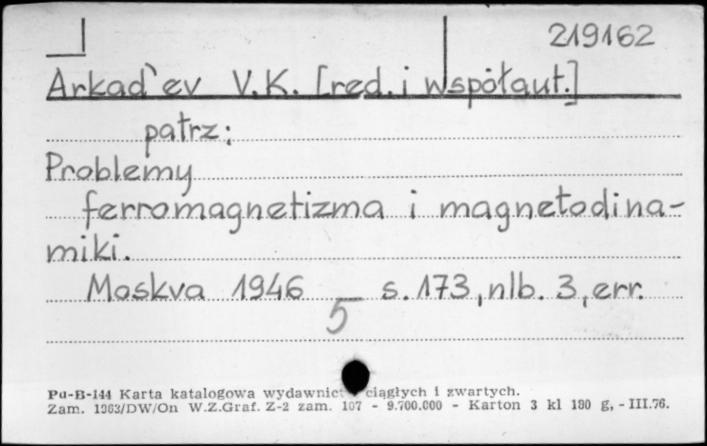 219162
Arkad'ev V.K. [red. i współaut.]
patrz:
Problemy
ferromagnetizma i magnetodina-
miki.
Moskva 1946 s. 173, nlb. 3, err.
5
Pu-B-144 Karta katalogowa wydawnict ciągłych i zwartych.
Zam. 1363/DW/On W.Z.Graf. Z-2 zam. 107 - 9.700.000 - Karton 3 kl 180 g, - III.76.